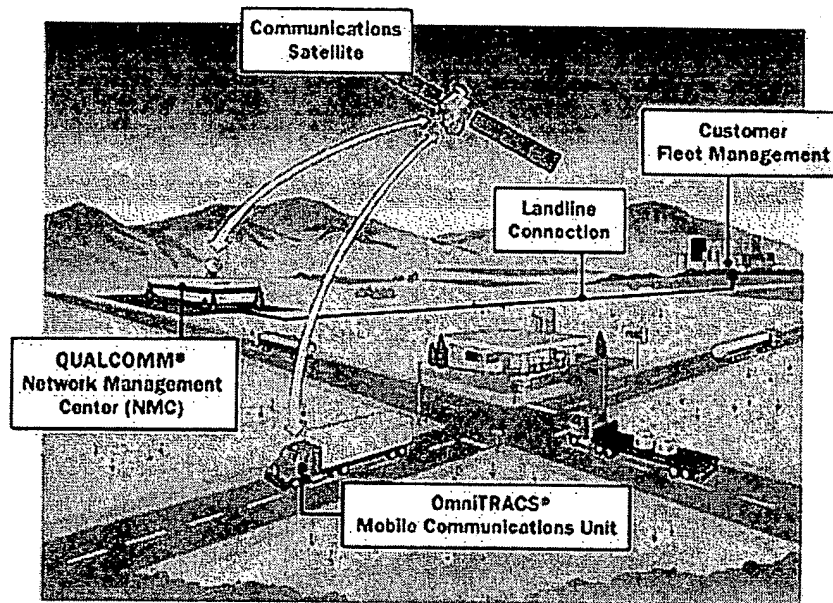 Communications
Satellite
Customer
Fleet Management
Landline
Connection
QUALCOMM®
Network Management
Center (NMC)
OmniTRACS®
Mobile Communications Unit